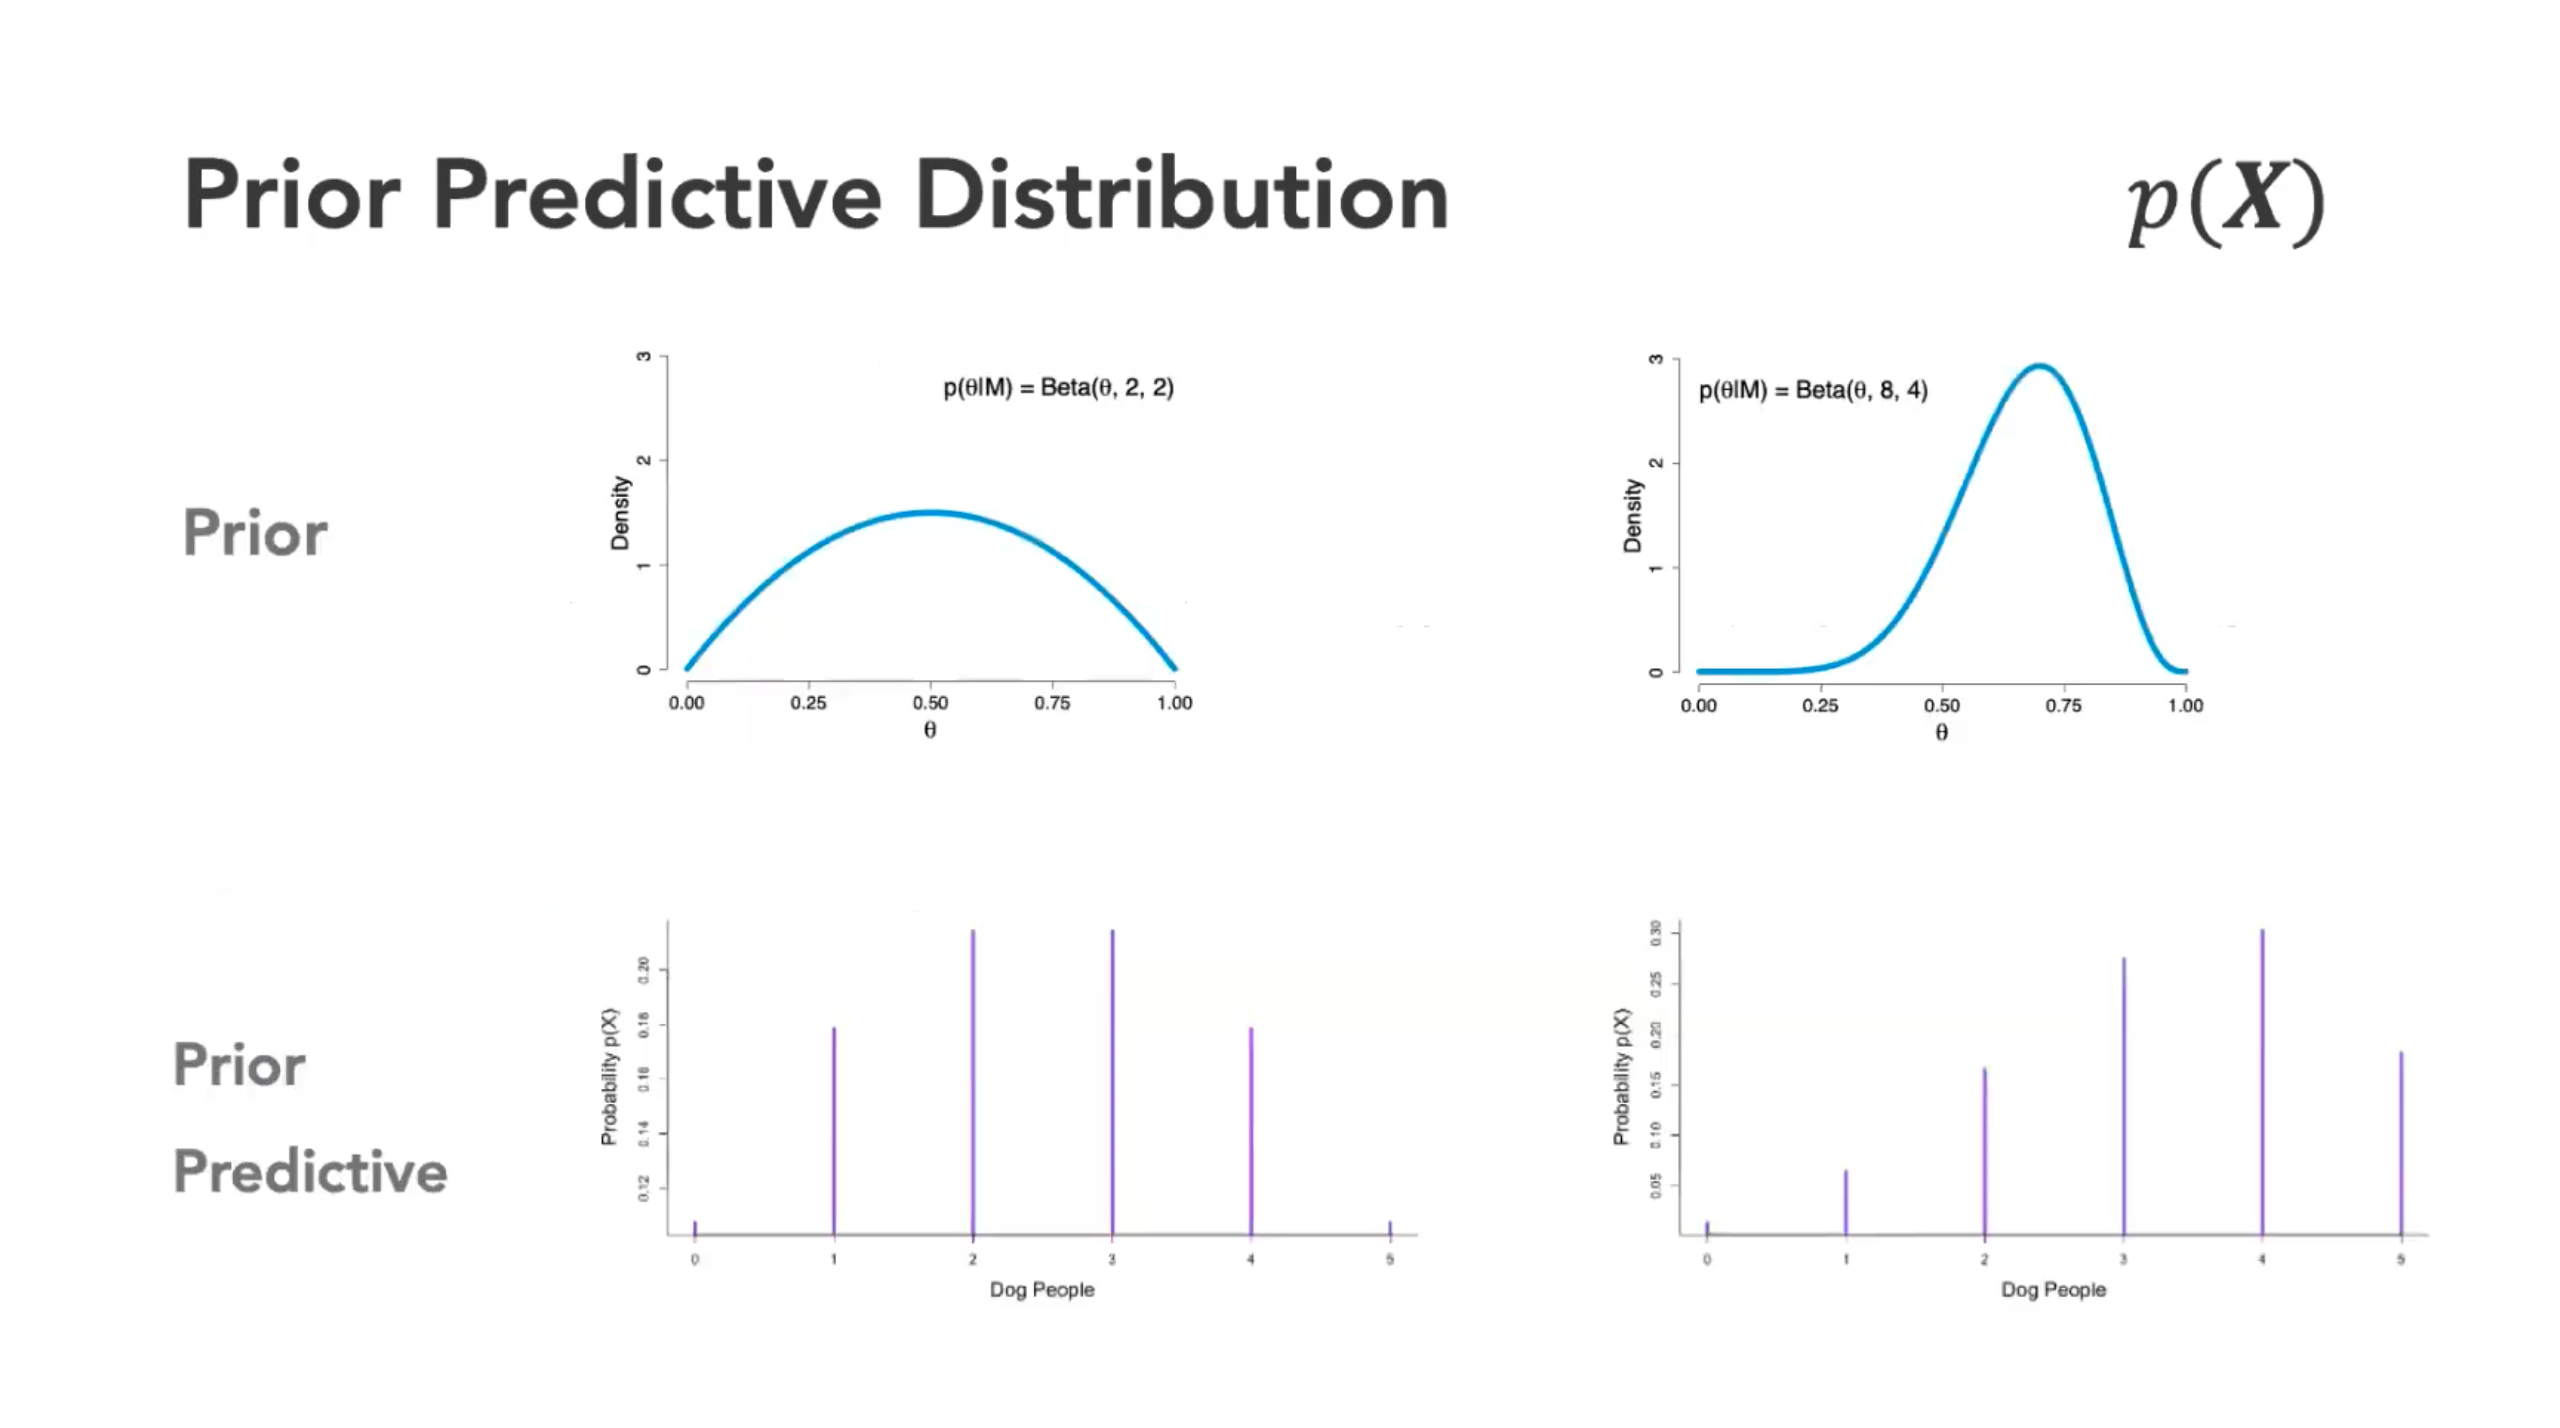 Prior Predictive Distribution
p(X)
Prior
3
2
1
0
Density
p(θ|M) = Beta(θ, 2, 2)
0.00 0.25 0.50 0.75 1.00
θ
3
2
1
0
Density
p(θ|M) = Beta(θ, 8, 4)
0.00 0.25 0.50 0.75 1.00
θ
Prior
Predictive
0.20
0.18
0.16
0.14
0.12
Probability p(X)
0 1 2 3 4 5
Dog People
0.30
0.25
0.20
0.15
0.10
0.05
Probability p(X)
0 1 2 3 4 5
Dog People